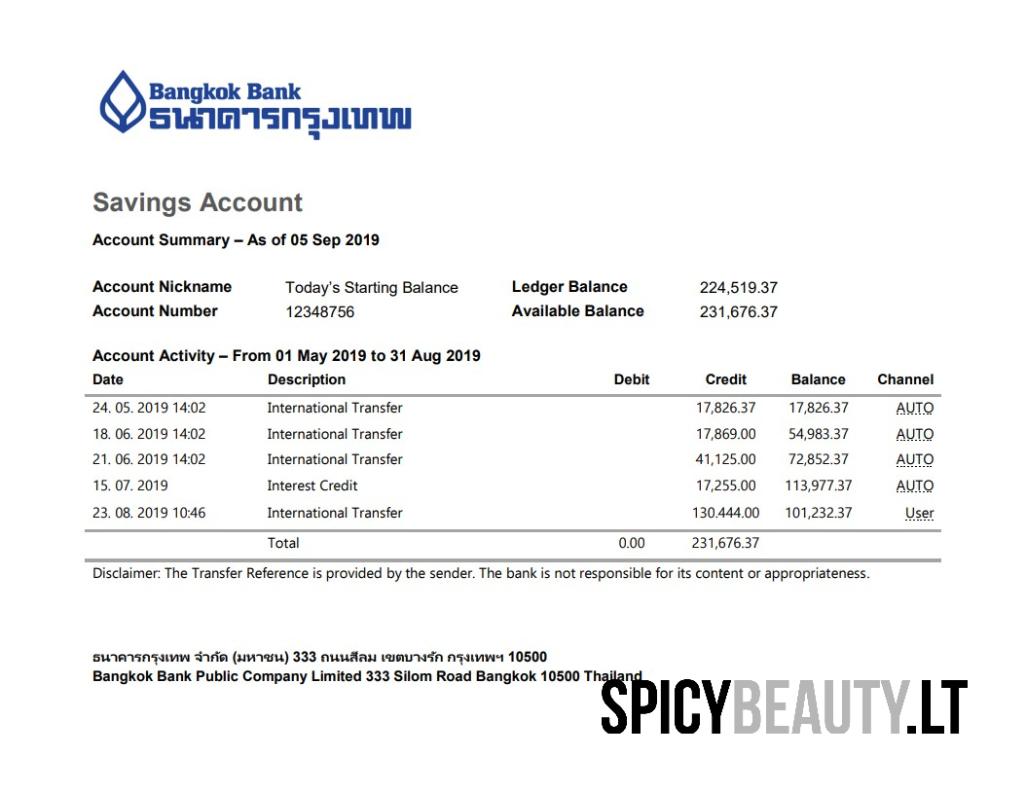 Bangkok Bank
ธนาคารกรุงเทพ
Savings Account
Account Summary – As of 05 Sep 2019
Account Nickname Today's Starting Balance Ledger Balance 224,519.37
Account Number 12348756 Available Balance 231,676.37
Account Activity – From 01 May 2019 to 31 Aug 2019
Date Description Debit Credit Balance Channel
24. 05. 2019 14:02 International Transfer 17,826.37 17,826.37 AUTO
18. 06. 2019 14:02 International Transfer 17,869.00 54,983.37 AUTO
21. 06. 2019 14:02 International Transfer 41,125.00 72,852.37 AUTO
15. 07. 2019 Interest Credit 17,255.00 113,977.37 AUTO
23. 08. 2019 10:46 International Transfer 130.444.00 101,232.37 User
Total 0.00 231,676.37
Disclaimer: The Transfer Reference is provided by the sender. The bank is not responsible for its content or appropriateness.
ธนาคารกรุงเทพ จำกัด (มหาชน) 333 ถนนสีลม เขตบางรัก กรุงเทพฯ 10500
Bangkok Bank Public Company Limited 333 Silom Road Bangkok 10500 Thailand
SPICYBEAUTY.LT